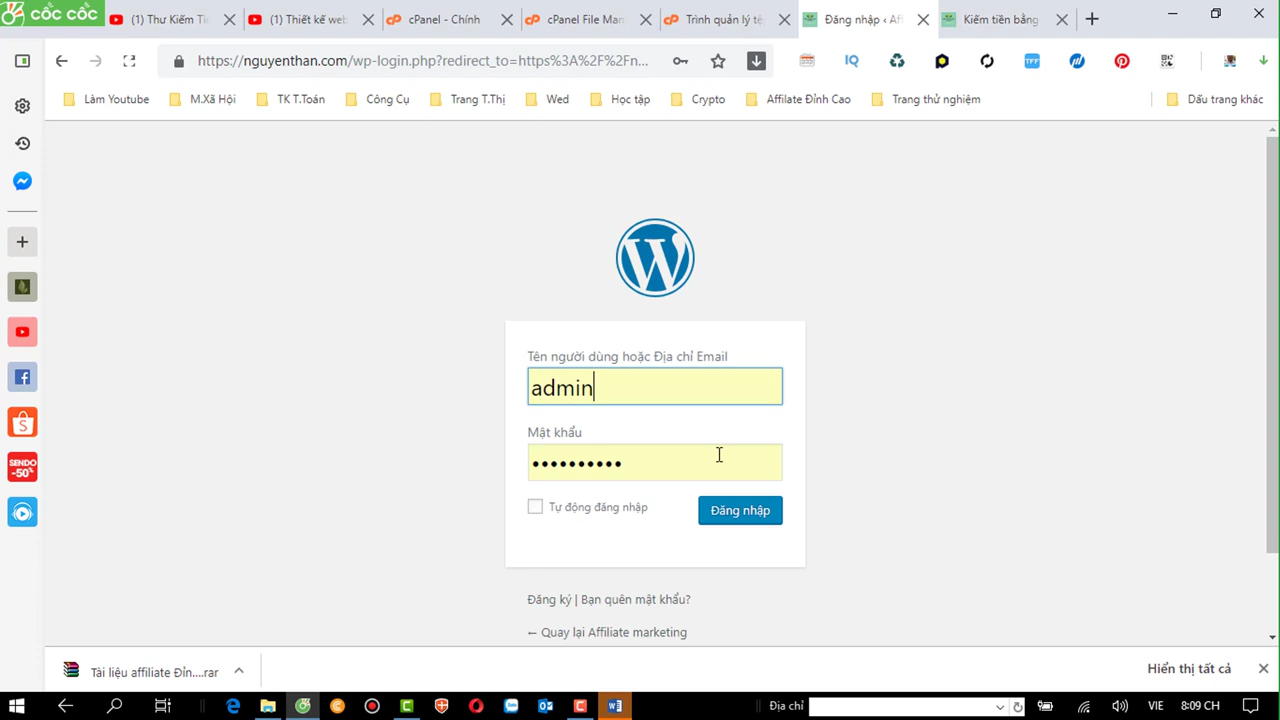 CỐC CỐC
(1) Thư Kiếm Ti
(1) Thiết kế web
cPanel - Chính
cPanel File Man
Trình quản lý tệ
Đăng nhập ‹ Aff
Kiếm tiền bằng
https://nguyenthan.com/wp-login.php?redirect_to=https%3A%2F%2Fn...
IQ
TFF
Làm Youtube
M.Xã Hội
TK T.Toán
Công Cụ
Trang T.Thị
Wed
Học tập
Crypto
Affilate Đỉnh Cao
Trang thử nghiệm
Dấu trang khác
SENDO
-50%
Tên người dùng hoặc Địa chỉ Email
admin
Mật khẩu
••••••••••
Tự động đăng nhập
Đăng nhập
Đăng ký | Bạn quên mật khẩu?
← Quay lại Affiliate marketing
Tài liệu affiliate Đỉn....rar
Hiển thị tất cả
Địa chỉ
VIE
8:09 CH